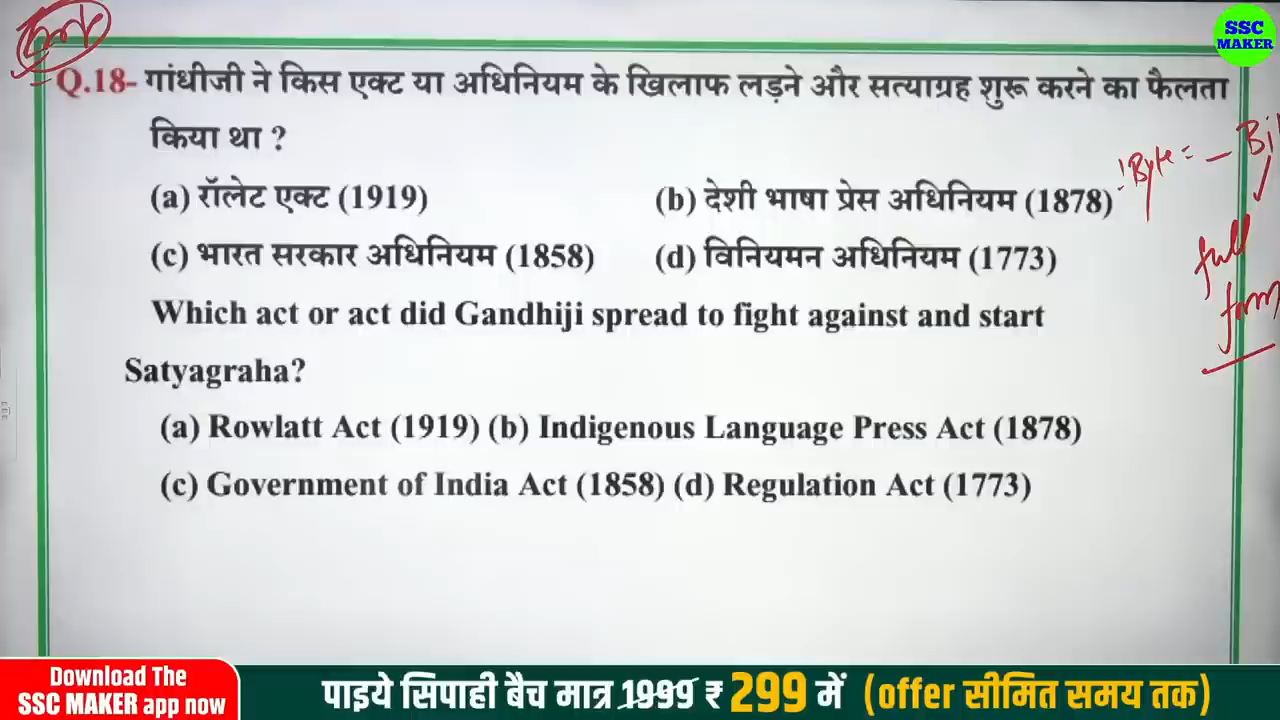 SSC
MAKER
Q.18- गांधीजी ने किस एक्ट या अधिनियम के खिलाफ लड़ने और सत्याग्रह शुरू करने का फैलता
किया था ?
(a) रॉलेट एक्ट (1919) (b) देशी भाषा प्रेस अधिनियम (1878)
(c) भारत सरकार अधिनियम (1858) (d) विनियमन अधिनियम (1773)
Which act or act did Gandhiji spread to fight against and start
Satyagraha?
(a) Rowlatt Act (1919) (b) Indigenous Language Press Act (1878)
(c) Government of India Act (1858) (d) Regulation Act (1773)
1 Byte = _ Bi
full
form
Download The
SSC MAKER app now
पाइये सिपाही बैच मात्र 1999 ₹ 299 में (offer सीमित समय तक)